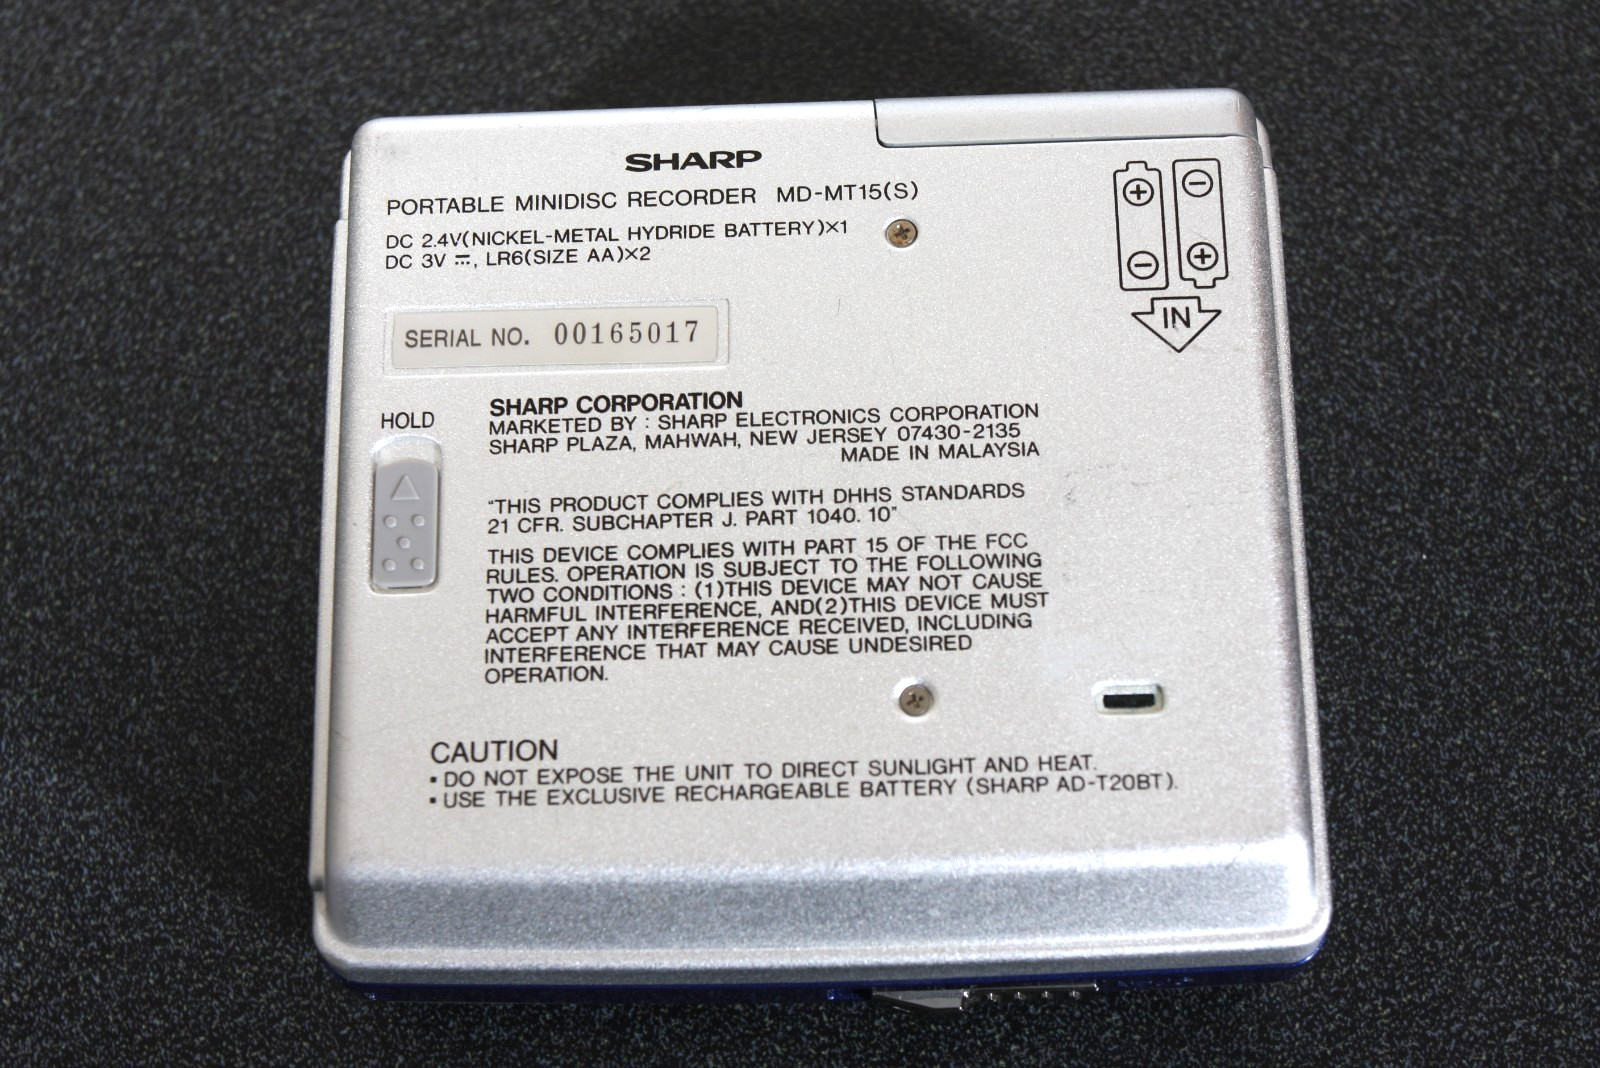 SHARP
PORTABLE MINIDISC RECORDER MD-MT15(S)
DC 2.4V(NICKEL-METAL HYDRIDE BATTERY)×1
DC 3V ⎓, LR6(SIZE AA)×2
+ −
− +
IN
SERIAL NO. 00165017
HOLD
SHARP CORPORATION
MARKETED BY : SHARP ELECTRONICS CORPORATION
SHARP PLAZA, MAHWAH, NEW JERSEY 07430-2135
MADE IN MALAYSIA
"THIS PRODUCT COMPLIES WITH DHHS STANDARDS
21 CFR. SUBCHAPTER J. PART 1040. 10"
THIS DEVICE COMPLIES WITH PART 15 OF THE FCC
RULES. OPERATION IS SUBJECT TO THE FOLLOWING
TWO CONDITIONS : (1)THIS DEVICE MAY NOT CAUSE
HARMFUL INTERFERENCE, AND(2)THIS DEVICE MUST
ACCEPT ANY INTERFERENCE RECEIVED, INCLUDING
INTERFERENCE THAT MAY CAUSE UNDESIRED
OPERATION.
CAUTION
▪ DO NOT EXPOSE THE UNIT TO DIRECT SUNLIGHT AND HEAT.
▪ USE THE EXCLUSIVE RECHARGEABLE BATTERY (SHARP AD-T20BT).